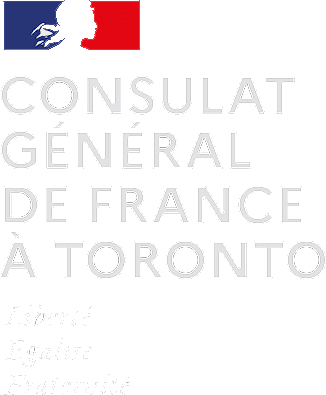 CONSULAT
GÉNÉRAL
DE FRANCE
À TORONTO
Liberté
Égalité
Fraternité